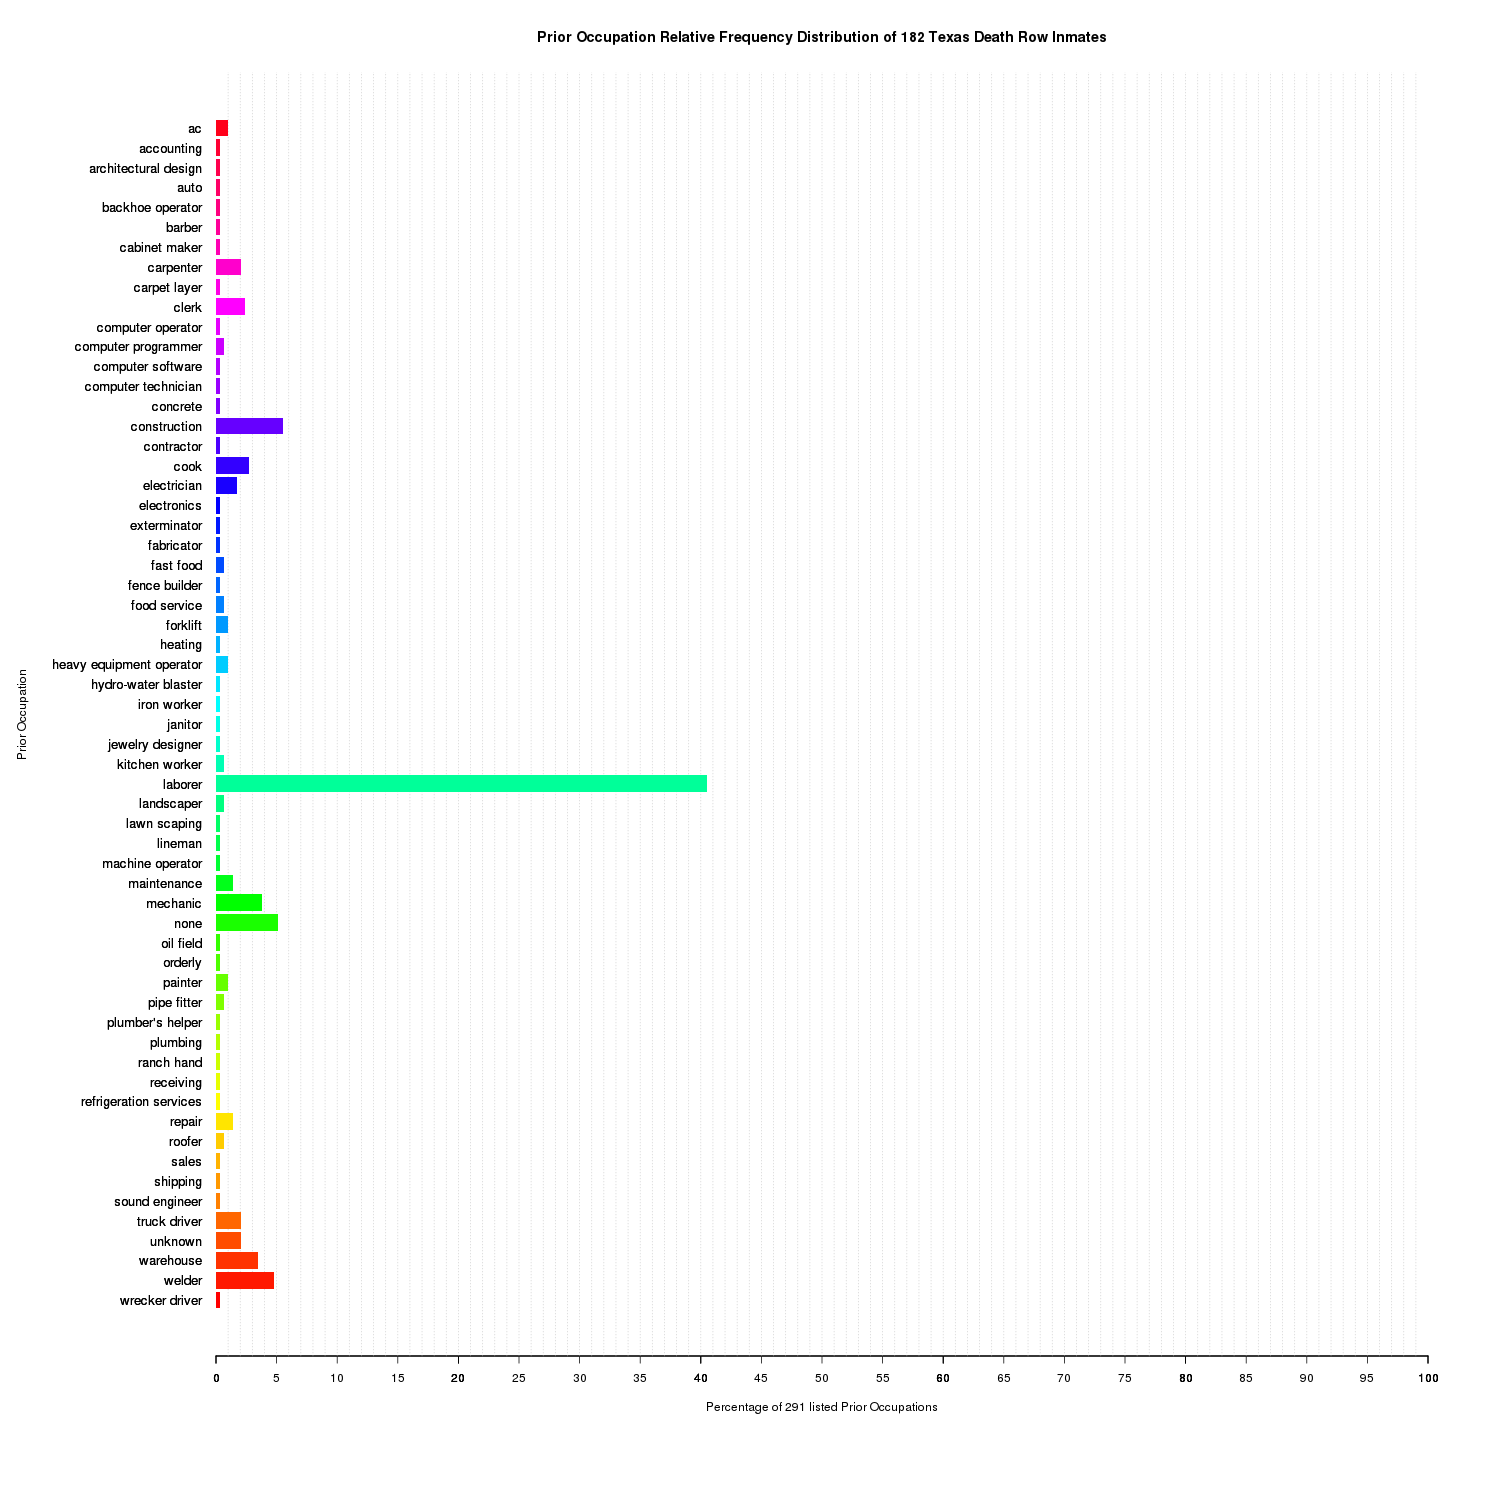 Prior Occupation Relative Frequency Distribution of 182 Texas Death Row Inmates
ac
accounting
architectural design
auto
backhoe operator
barber
cabinet maker
carpenter
carpet layer
clerk
computer operator
computer programmer
computer software
computer technician
concrete
construction
contractor
cook
electrician
electronics
exterminator
fabricator
fast food
fence builder
food service
forklift
heating
heavy equipment operator
hydro-water blaster
iron worker
janitor
jewelry designer
kitchen worker
laborer
landscaper
lawn scaping
lineman
machine operator
maintenance
mechanic
none
oil field
orderly
painter
pipe fitter
plumber's helper
plumbing
ranch hand
receiving
refrigeration services
repair
roofer
sales
shipping
sound engineer
truck driver
unknown
warehouse
welder
wrecker driver
Prior Occupation
0 5 10 15 20 25 30 35 40 45 50 55 60 65 70 75 80 85 90 95 100
Percentage of 291 listed Prior Occupations